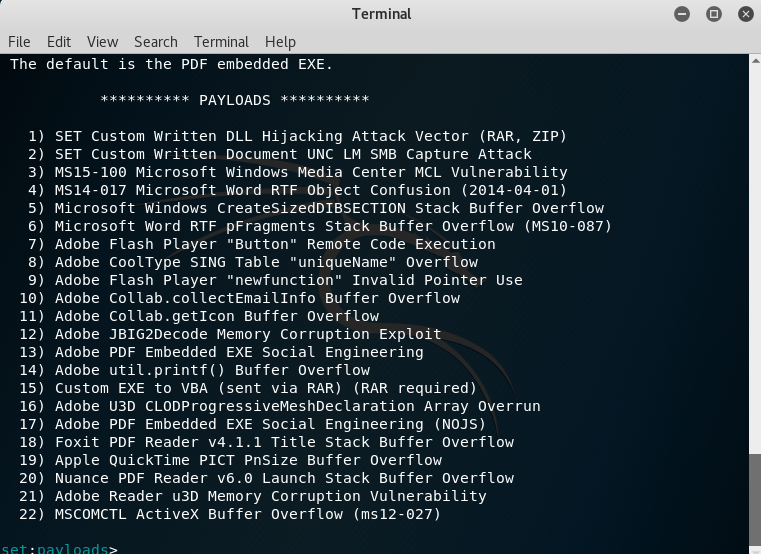 Terminal
File Edit View Search Terminal Help
The default is the PDF embedded EXE.
********** PAYLOADS **********
1) SET Custom Written DLL Hijacking Attack Vector (RAR, ZIP)
2) SET Custom Written Document UNC LM SMB Capture Attack
3) MS15-100 Microsoft Windows Media Center MCL Vulnerability
4) MS14-017 Microsoft Word RTF Object Confusion (2014-04-01)
5) Microsoft Windows CreateSizedDIBSECTION Stack Buffer Overflow
6) Microsoft Word RTF pFragments Stack Buffer Overflow (MS10-087)
7) Adobe Flash Player "Button" Remote Code Execution
8) Adobe CoolType SING Table "uniqueName" Overflow
9) Adobe Flash Player "newfunction" Invalid Pointer Use
10) Adobe Collab.collectEmailInfo Buffer Overflow
11) Adobe Collab.getIcon Buffer Overflow
12) Adobe JBIG2Decode Memory Corruption Exploit
13) Adobe PDF Embedded EXE Social Engineering
14) Adobe util.printf() Buffer Overflow
15) Custom EXE to VBA (sent via RAR) (RAR required)
16) Adobe U3D CLODProgressiveMeshDeclaration Array Overrun
17) Adobe PDF Embedded EXE Social Engineering (NOJS)
18) Foxit PDF Reader v4.1.1 Title Stack Buffer Overflow
19) Apple QuickTime PICT PnSize Buffer Overflow
20) Nuance PDF Reader v6.0 Launch Stack Buffer Overflow
21) Adobe Reader u3D Memory Corruption Vulnerability
22) MSCOMCTL ActiveX Buffer Overflow (ms12-027)
set:payloads>